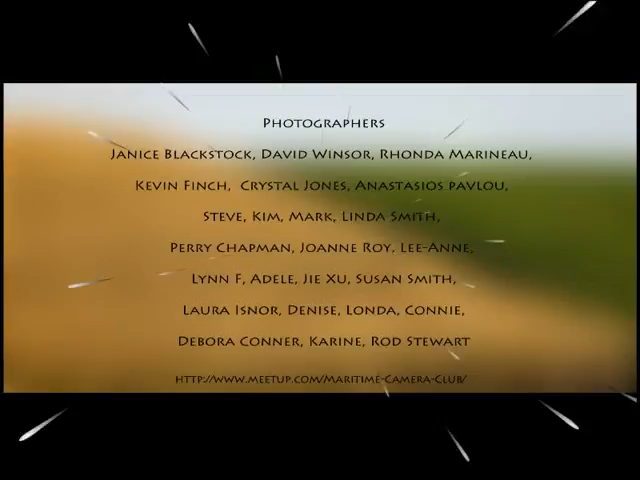 Photographers
Janice Blackstock, David Winsor, Rhonda Marineau,
Kevin Finch, Crystal Jones, Anastasios pavlou,
Steve, Kim, Mark, Linda Smith,
Perry Chapman, Joanne Roy, Lee-Anne,
Lynn F, Adele, Jie Xu, Susan Smith,
Laura Isnor, Denise, Londa, Connie,
Debora Conner, Karine, Rod Stewart
http://www.meetup.com/Maritime-Camera-Club/